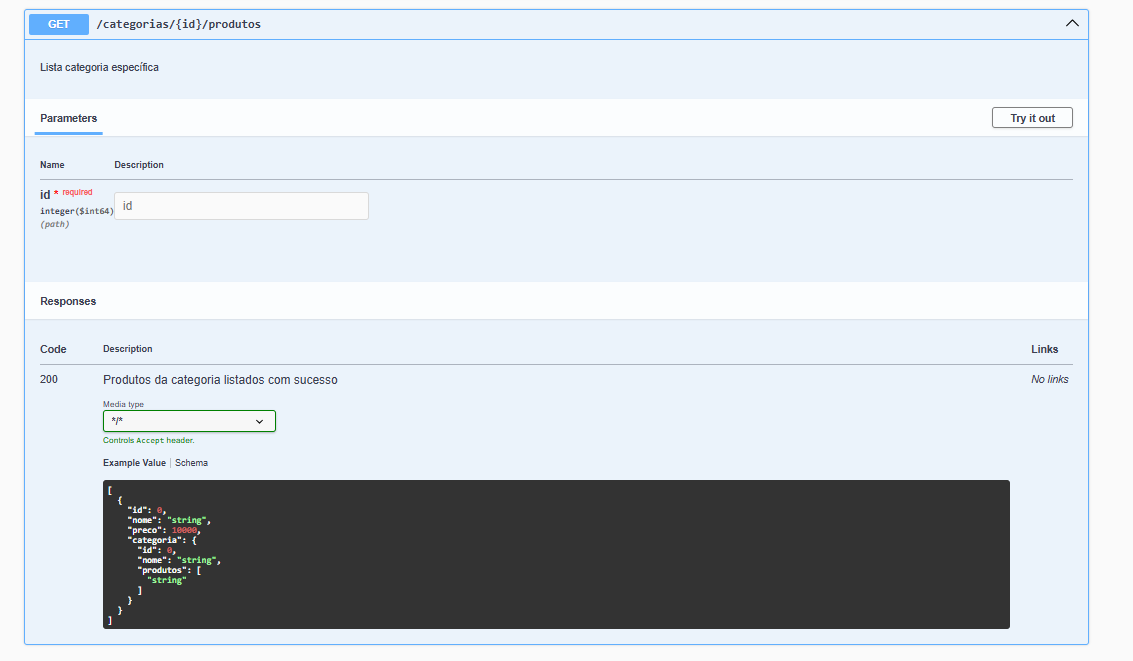 GET /categorias/{id}/produtos
Lista categoria específica
Parameters
Try it out
Name Description
id * required
integer($int64)
(path)
id
Responses
Code Description Links
200 Produtos da categoria listados com sucesso No links
Media type
*/*
Controls Accept header.
Example Value | Schema
[
  {
    "id": 0,
    "nome": "string",
    "preco": 10000,
    "categoria": {
      "id": 0,
      "nome": "string",
      "produtos": [
        "string"
      ]
    }
  }
]